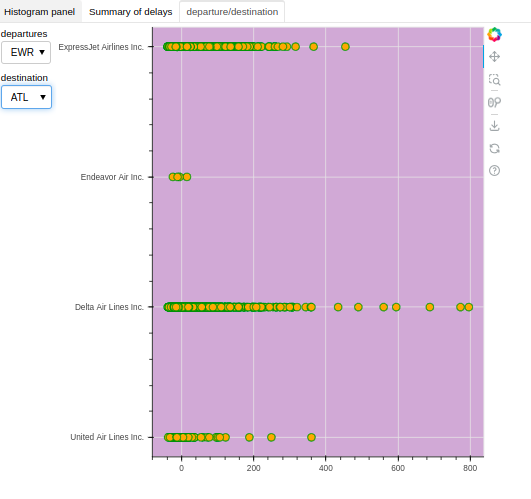 Histogram panel Summary of delays departure/destination
departures
EWR
destination
ATL
ExpressJet Airlines Inc.
Endeavor Air Inc.
Delta Air Lines Inc.
United Air Lines Inc.
0 200 400 600 800